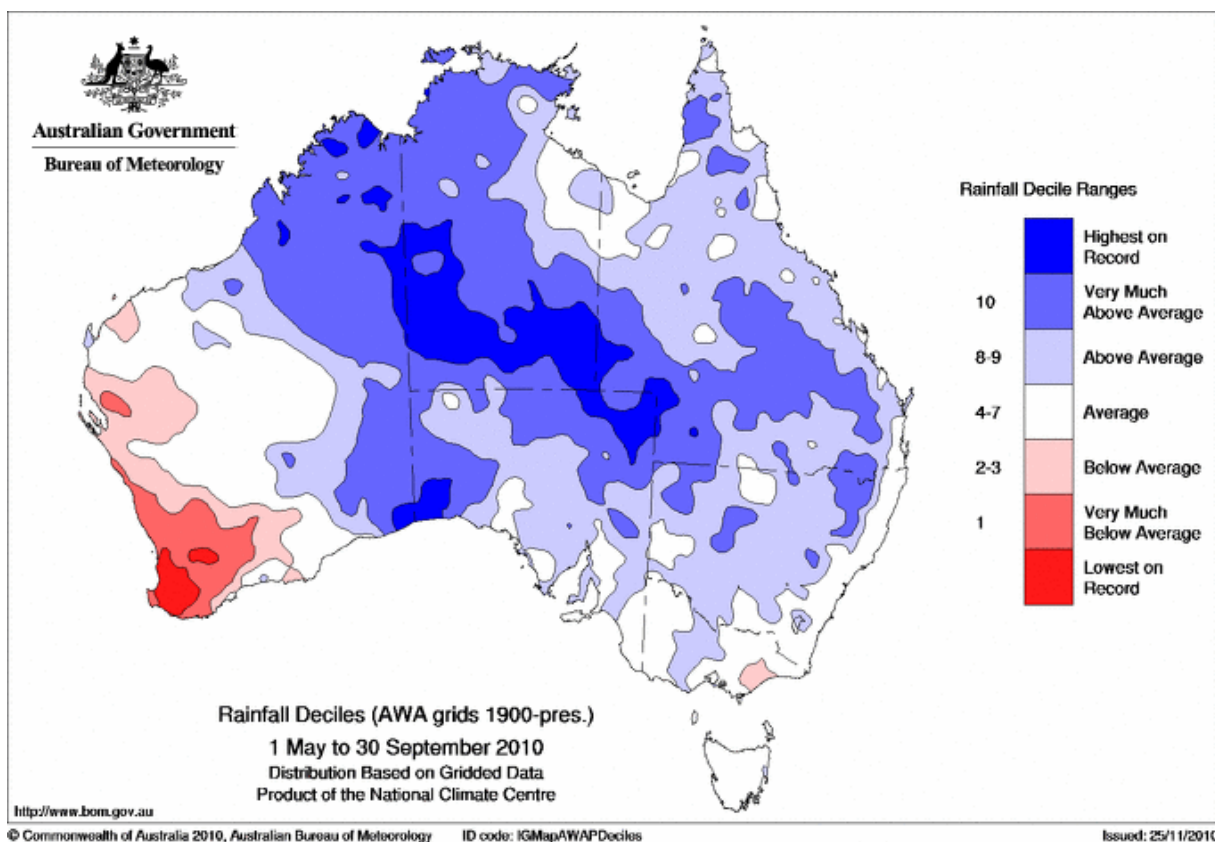 Australian Government
Bureau of Meteorology
Rainfall Decile Ranges
Highest on
Record
10
Very Much
Above Average
8-9
Above Average
4-7
Average
2-3
Below Average
1
Very Much
Below Average
Lowest on
Record
Rainfall Deciles (AWA grids 1900-pres.)
1 May to 30 September 2010
Distribution Based on Gridded Data
Product of the National Climate Centre
http://www.bom.gov.au
© Commonwealth of Australia 2010, Australian Bureau of Meteorology ID code: IGMapAWAPDeciles Issued: 25/11/2010